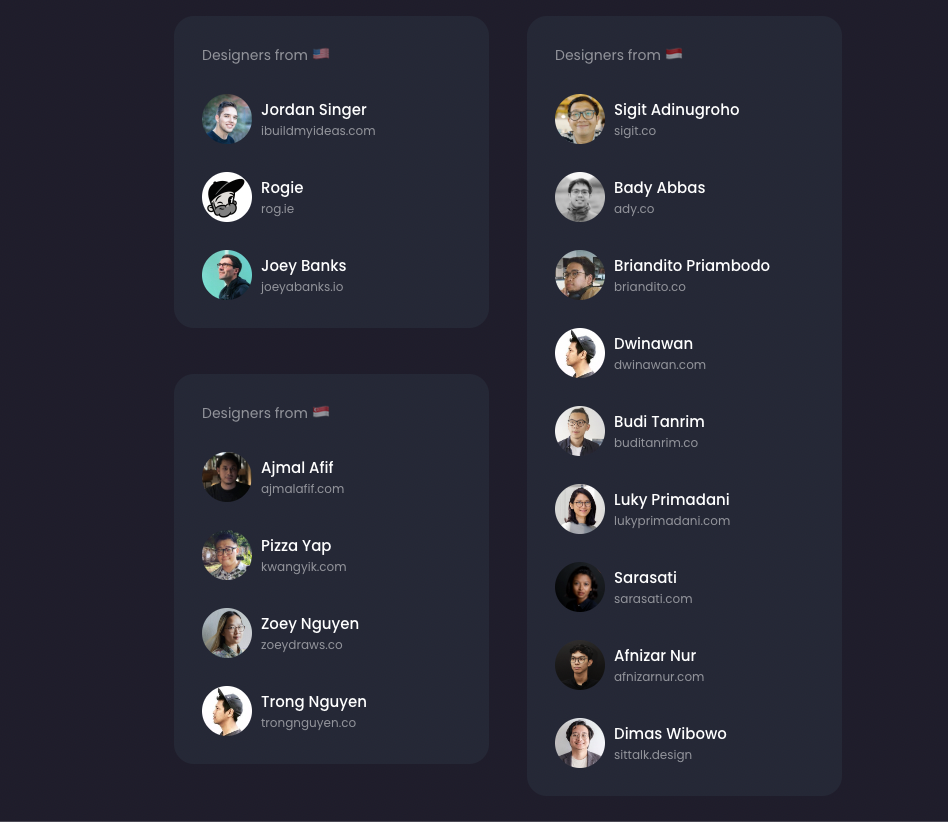 Designers from 🇺🇸
Jordan Singer
ibuildmyideas.com
Rogie
rog.ie
Joey Banks
joeyabanks.io
Designers from 🇸🇬
Ajmal Afif
ajmalafif.com
Pizza Yap
kwangyik.com
Zoey Nguyen
zoeydraws.co
Trong Nguyen
trongnguyen.co
Designers from 🇮🇩
Sigit Adinugroho
sigit.co
Bady Abbas
ady.co
Briandito Priambodo
briandito.co
Dwinawan
dwinawan.com
Budi Tanrim
buditanrim.co
Luky Primadani
lukyprimadani.com
Sarasati
sarasati.com
Afnizar Nur
afnizarnur.com
Dimas Wibowo
sittalk.design